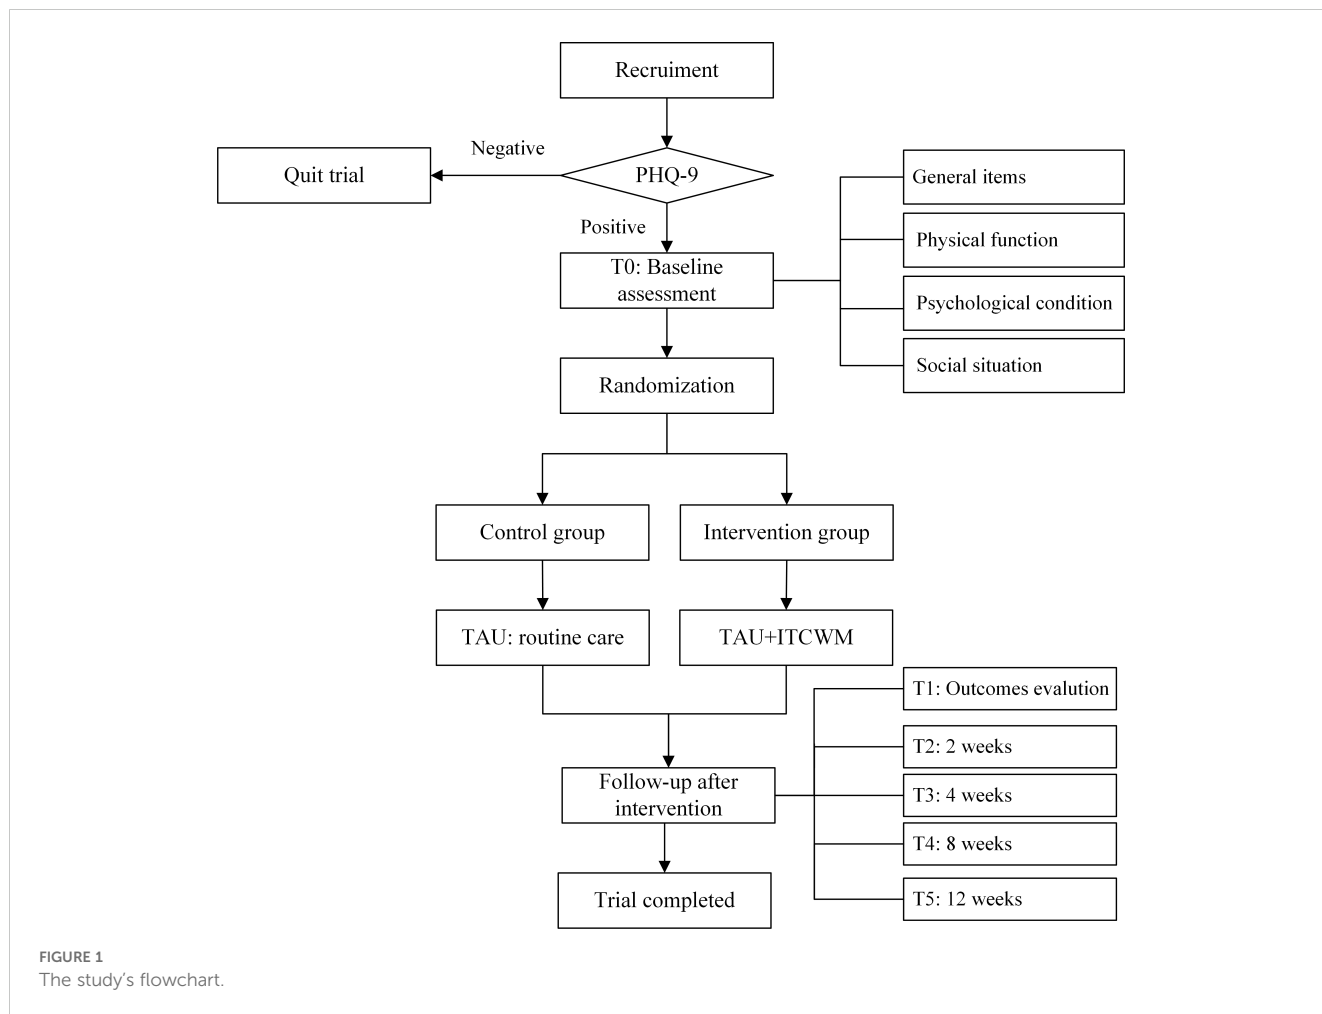 Recruiment
Negative
Quit trial
PHQ-9
Positive
T0: Baseline
assessment
General items
Physical function
Psychological condition
Social situation
Randomization
Control group
Intervention group
TAU: routine care
TAU+ITCWM
Follow-up after
intervention
T1: Outcomes evalution
T2: 2 weeks
T3: 4 weeks
T4: 8 weeks
T5: 12 weeks
Trial completed
FIGURE 1
The study's flowchart.